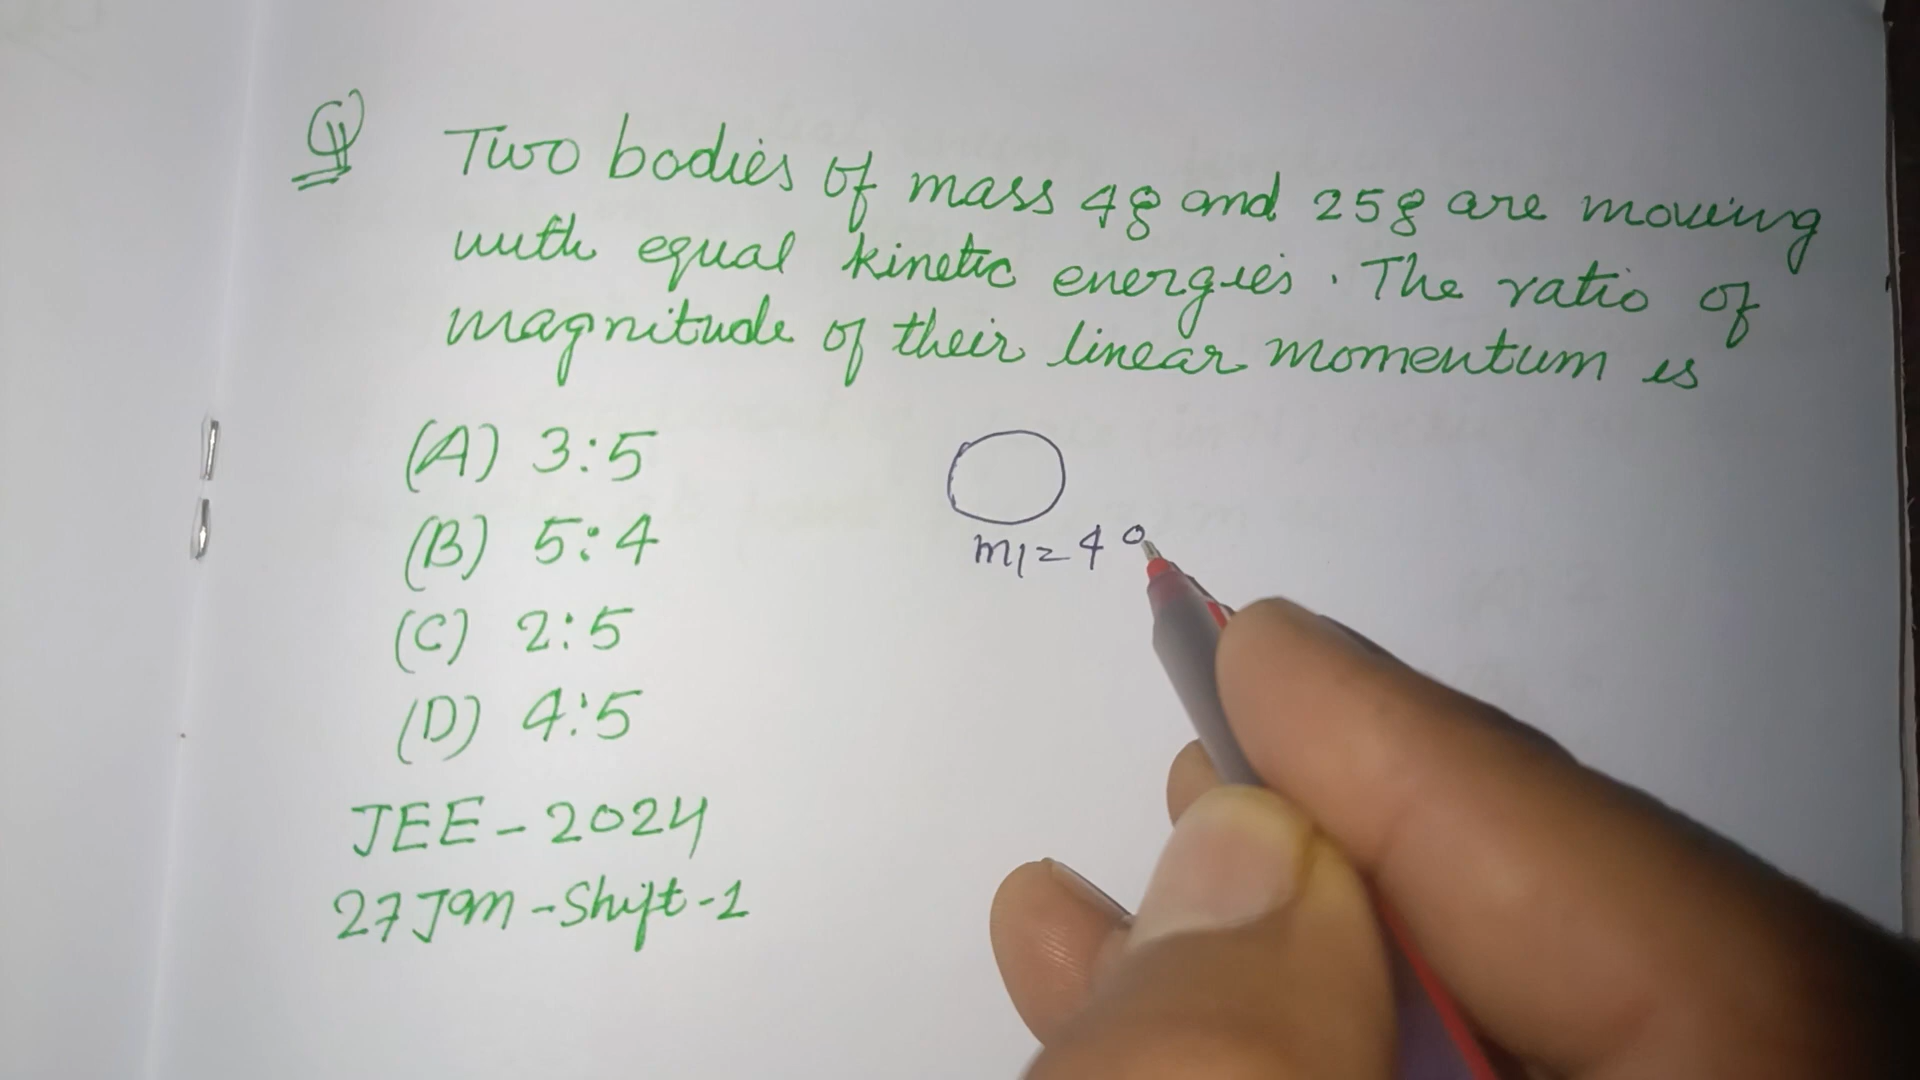 Q Two bodies of mass 4g and 25g are moving
with equal kinetic energies. The ratio of
magnitude of their linear momentum is
(A) 3:5
(B) 5:4
(C) 2:5
(D) 4:5
JEE-2024
27 Jan-Shift-1
m1=4